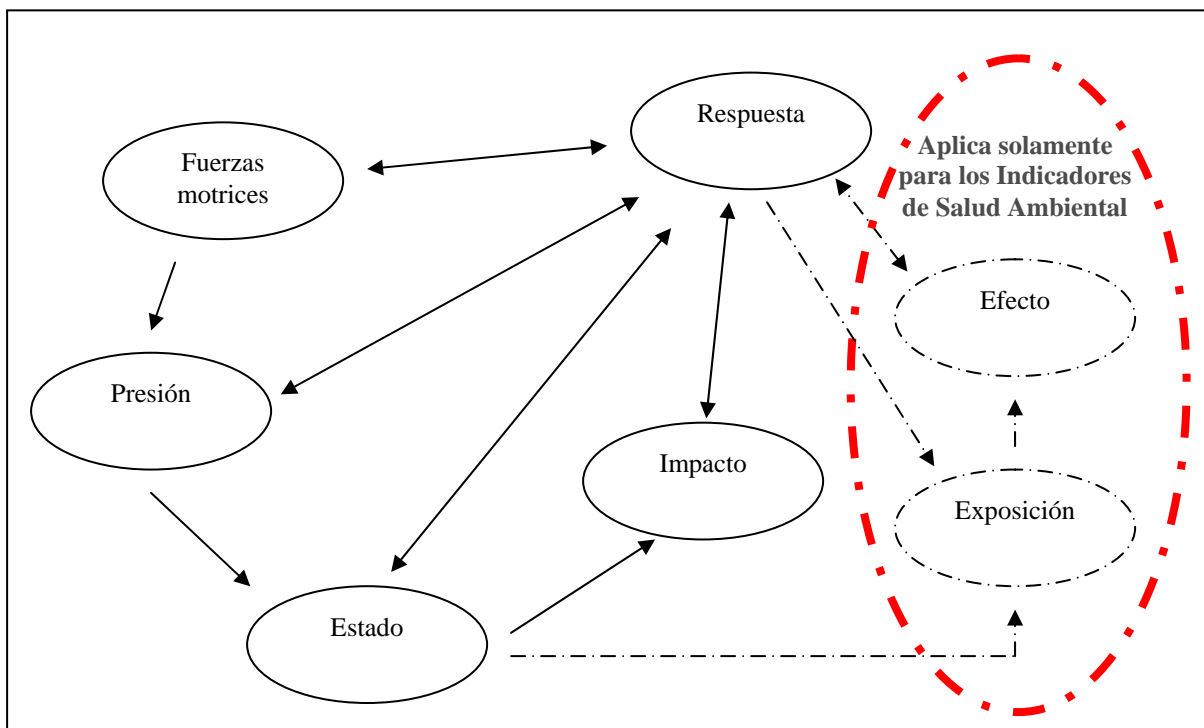 Respuesta
Aplica solamente
para los Indicadores
de Salud Ambiental
Fuerzas
motrices
Efecto
Presión
Impacto
Exposición
Estado